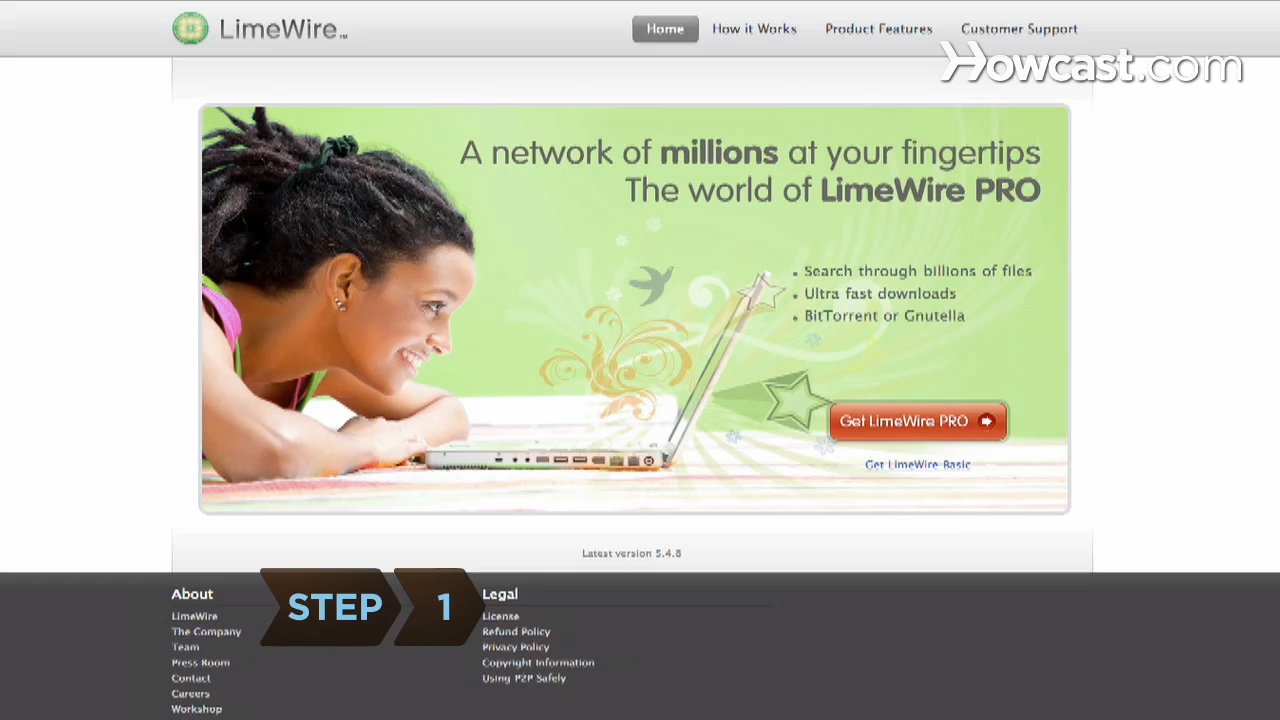 LimeWire™
Home How it Works Product Features Customer Support
Howcast.com
A network of millions at your fingertips
The world of LimeWire PRO
• Search through billions of files
• Ultra fast downloads
• BitTorrent or Gnutella
Get LimeWire PRO
Get LimeWire Basic
Latest version 5.4.8
STEP 1
About
LimeWire
The Company
Team
Press Room
Contact
Careers
Workshop
Legal
License
Refund Policy
Privacy Policy
Copyright Information
Using P2P Safely